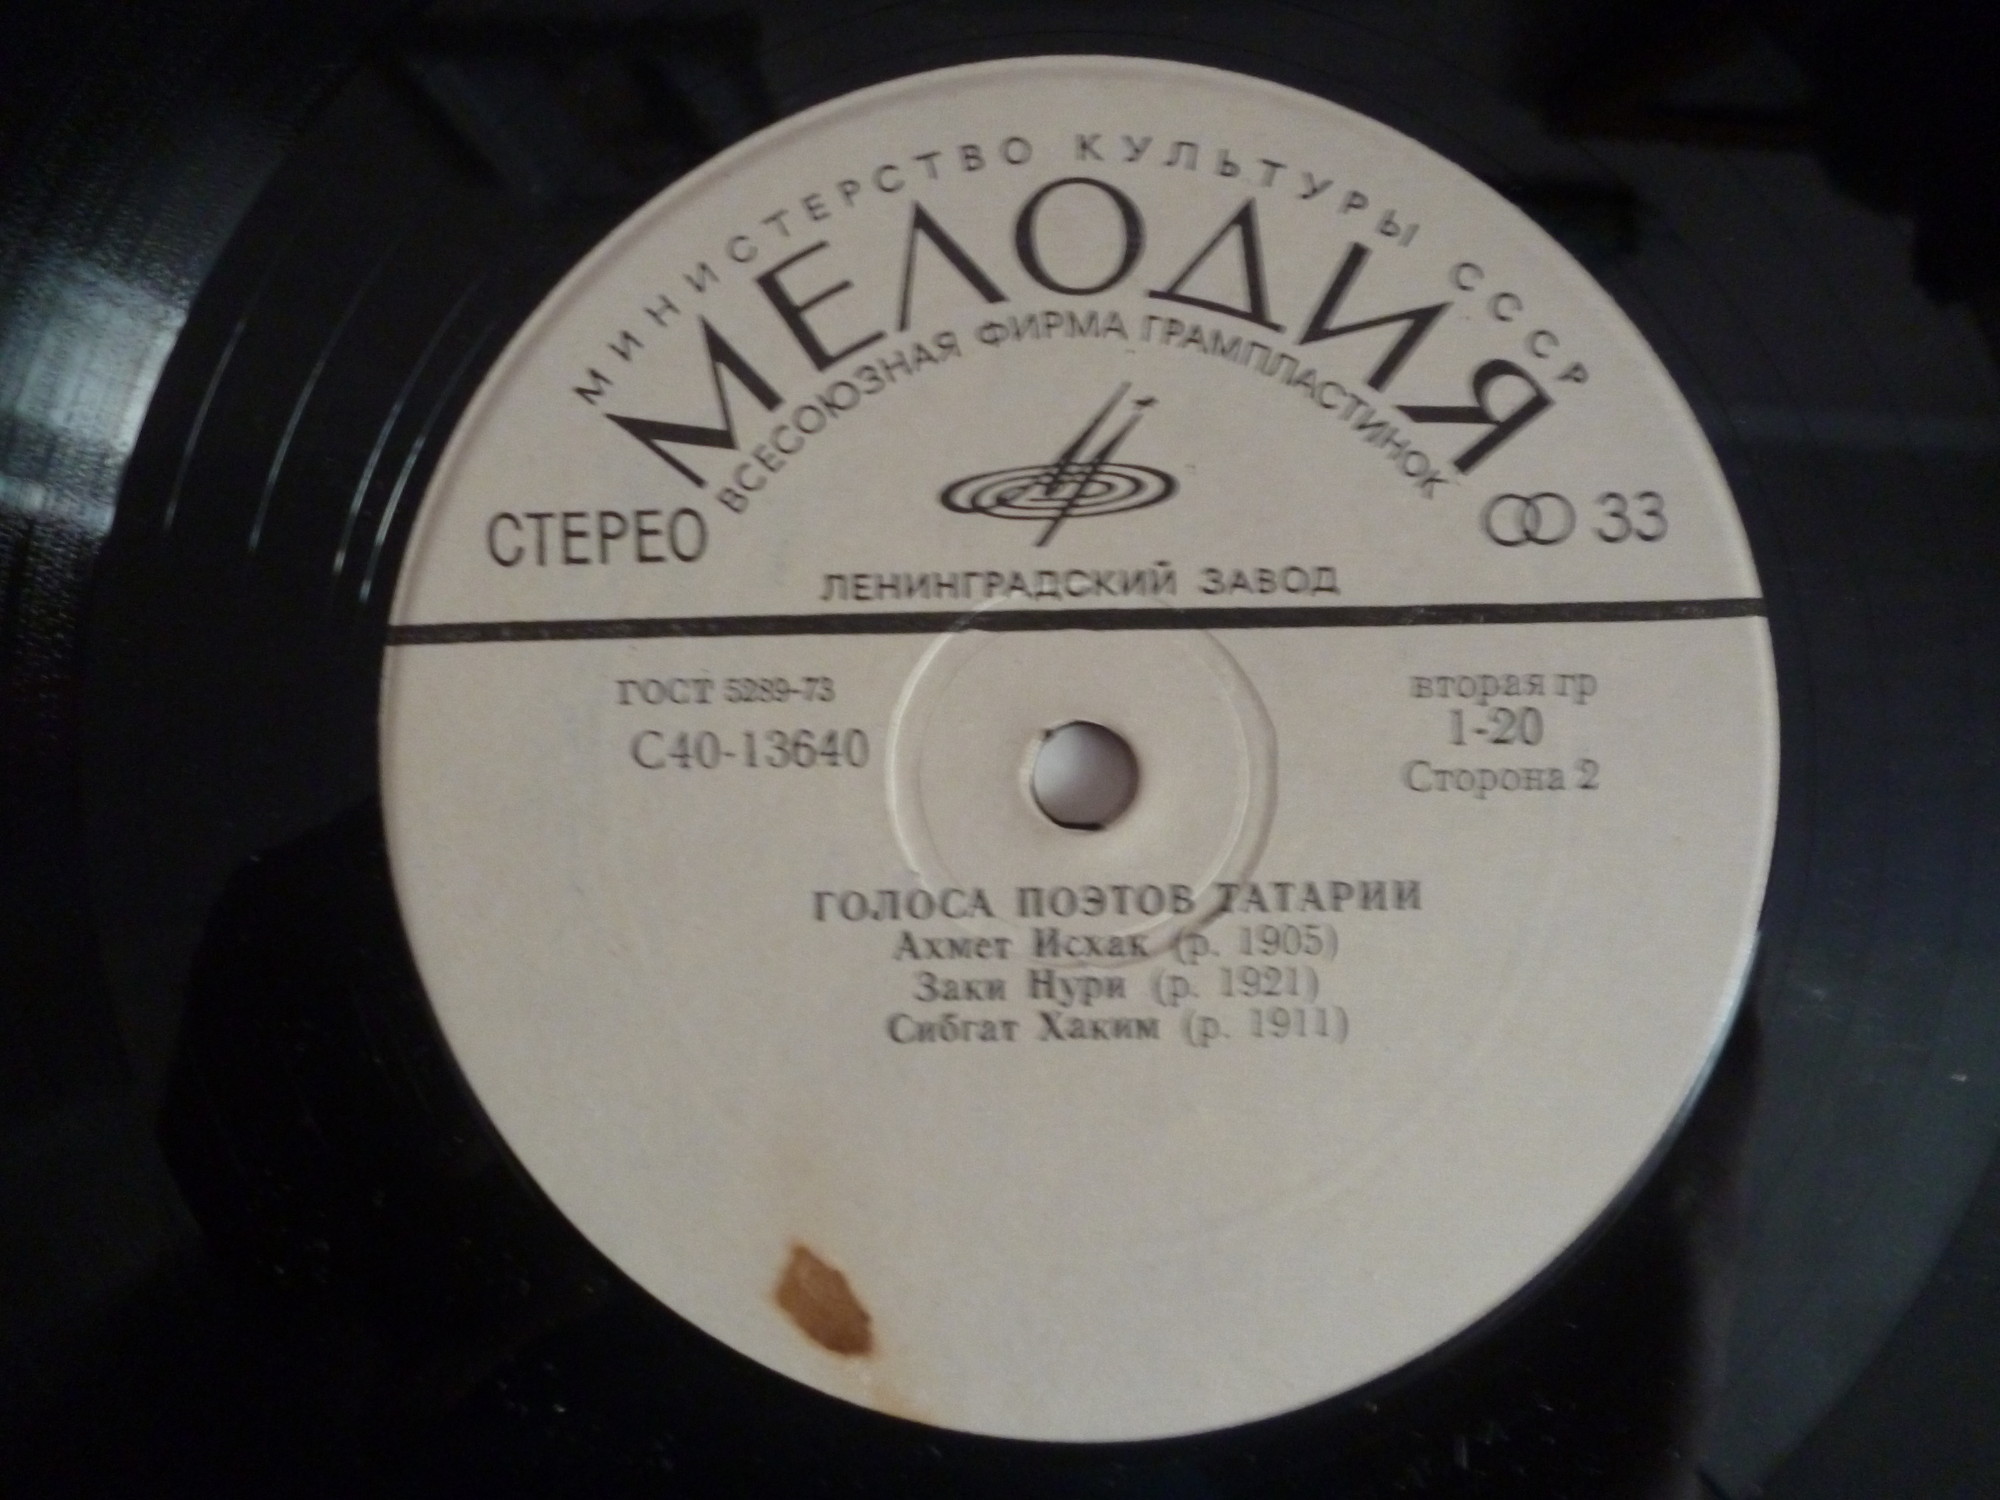 МИНИСТЕРСТВО КУЛЬТУРЫ СССР
МЕЛОДИЯ
ВСЕСОЮЗНАЯ ФИРМА ГРАМПЛАСТИНОК
СТЕРЕО
33
ЛЕНИНГРАДСКИЙ ЗАВОД
ГОСТ 5289-73
вторая гр
С40-13640
1-20
Сторона 2
ГОЛОСА ПОЭТОВ ТАТАРИИ
Ахмет Исхак (р. 1905)
Заки Нури (р. 1921)
Сибгат Хаким (р. 1911)